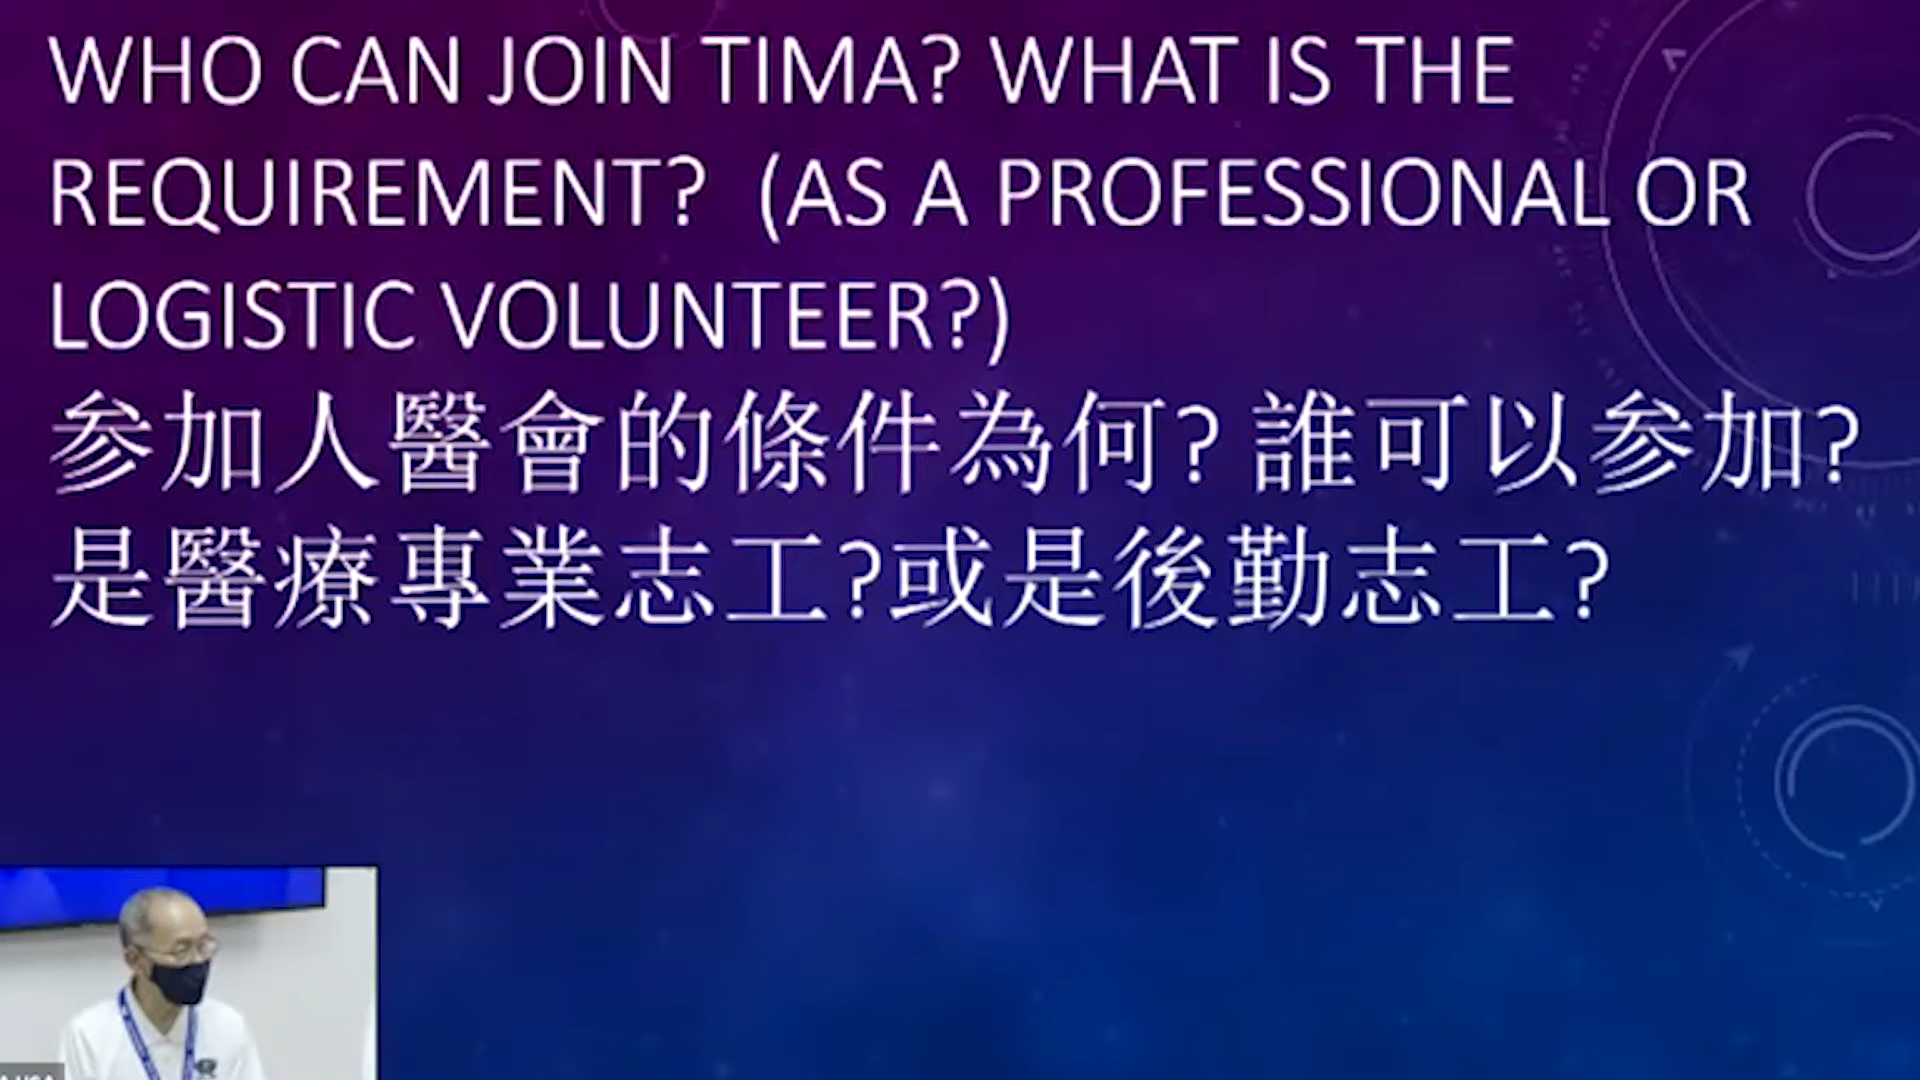 WHO CAN JOIN TIMA? WHAT IS THE
REQUIREMENT? (AS A PROFESSIONAL OR
LOGISTIC VOLUNTEER?)
参加人醫會的條件為何? 誰可以参加?
是醫療專業志工?或是後勤志工?